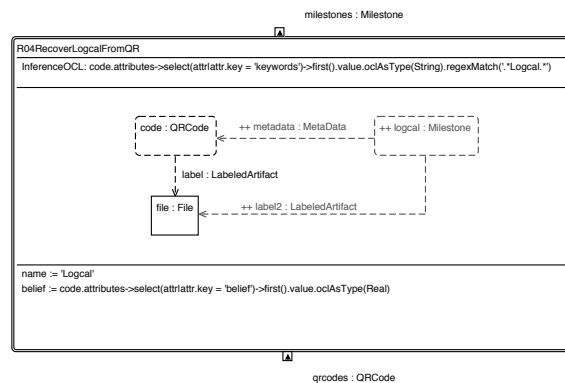 milestones : Milestone
R04RecoverLogcalFromQR
InferenceOCL: code.attributes->select(attr|attr.key = 'keywords')->first().value.oclAsType(String).regexMatch('.*Logcal.*')
code : QRCode
++ metadata : MetaData
++ logcal : Milestone
label : LabeledArtifact
file : File
++ label2 : LabeledArtifact
name := 'Logcal'
belief := code.attributes->select(attr|attr.key = 'belief')->first().value.oclAsType(Real)
qrcodes : QRCode